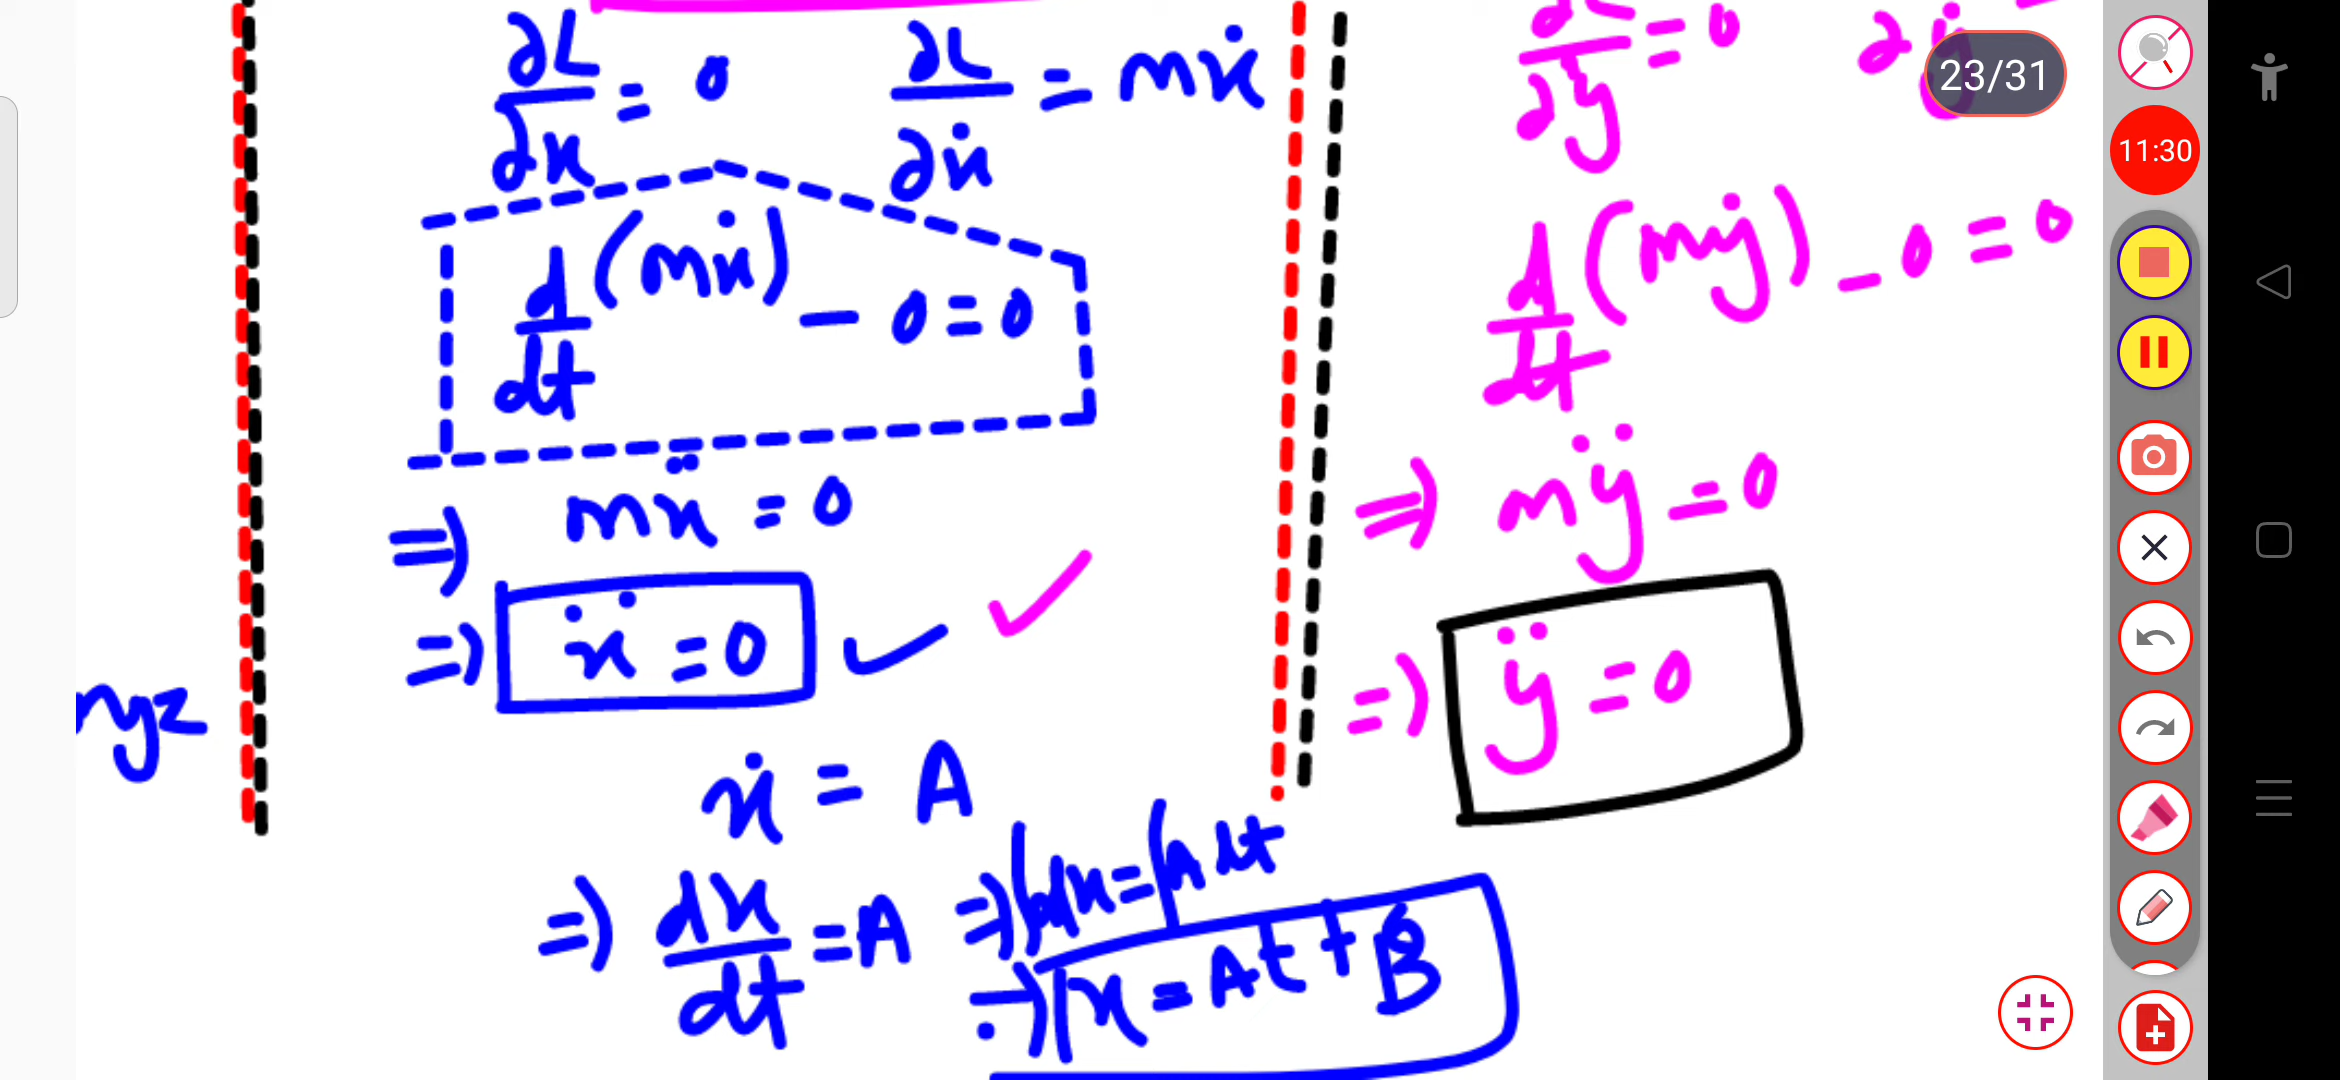 ∂L/∂x = 0 ∂L/∂ẋ = mẋ
d/dt (mẋ) - 0 = 0
⇒ mẍ = 0
⇒ ẍ = 0
ẋ = A
⇒ dx/dt = A ⇒ ∫dx = ∫A dt
⇒ x = At + B
yz
= 0
∂y
d/dt (mẏ) - 0 = 0
⇒ mÿ = 0
⇒ ÿ = 0
23/31
11:30